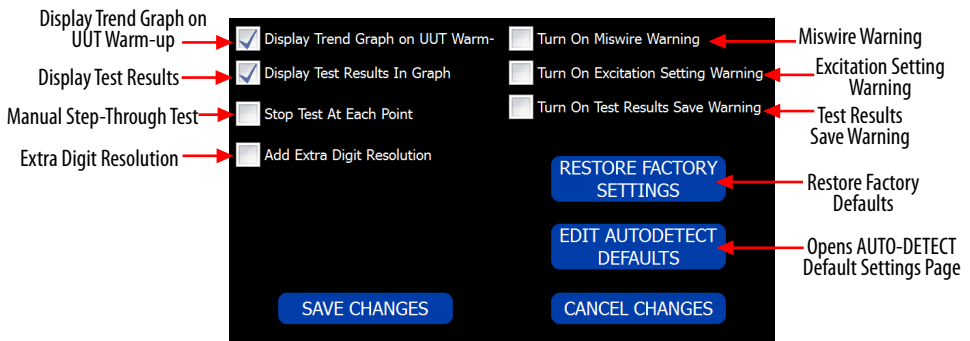 Display Trend Graph on
UUT Warm-up
Display Test Results
Manual Step-Through Test
Extra Digit Resolution
Display Trend Graph on UUT Warm-
Display Test Results In Graph
Stop Test At Each Point
Add Extra Digit Resolution
Turn On Miswire Warning
Turn On Excitation Setting Warning
Turn On Test Results Save Warning
RESTORE FACTORY
SETTINGS
EDIT AUTODETECT
DEFAULTS
SAVE CHANGES
CANCEL CHANGES
Miswire Warning
Excitation Setting
Warning
Test Results
Save Warning
Restore Factory
Defaults
Opens AUTO-DETECT
Default Settings Page